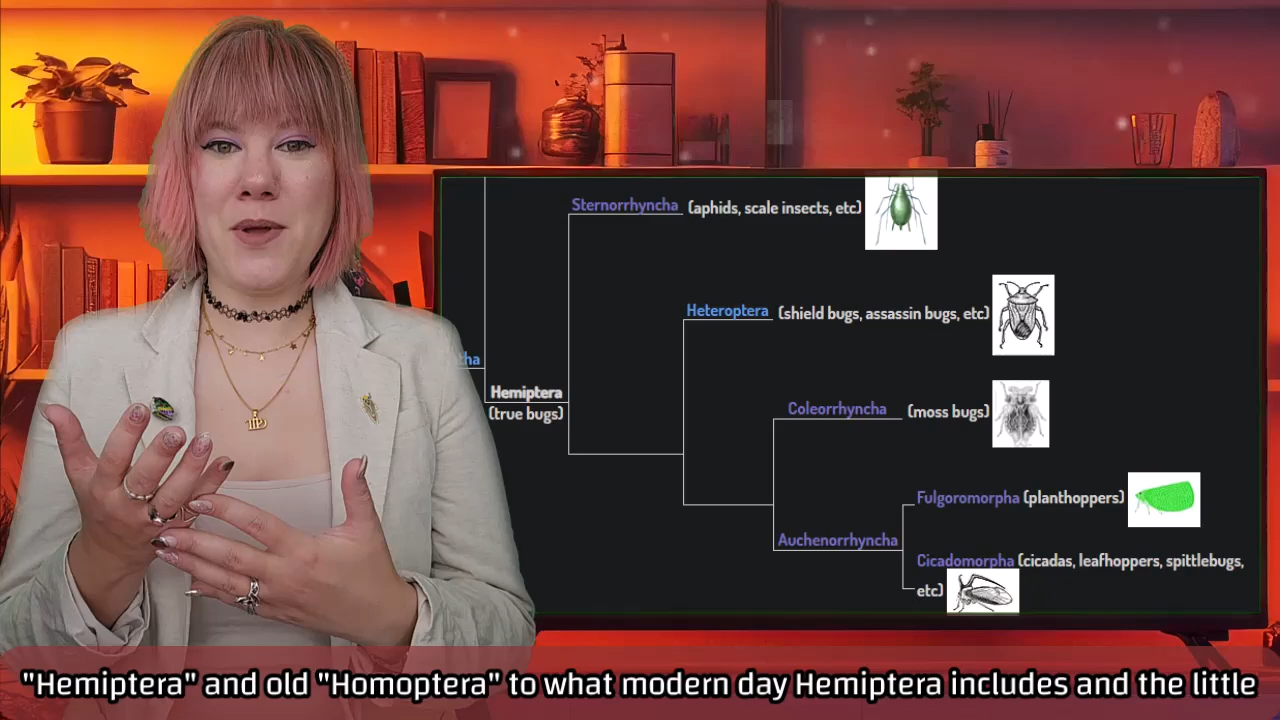 Sternorrhyncha (aphids, scale insects, etc)
Heteroptera (shield bugs, assassin bugs, etc)
ha
Hemiptera
(true bugs)
Coleorrhyncha (moss bugs)
Fulgoromorpha (planthoppers)
Auchenorrhyncha
Cicadomorpha (cicadas, leafhoppers, spittlebugs,
etc)
"Hemiptera" and old "Homoptera" to what modern day Hemiptera includes and the little